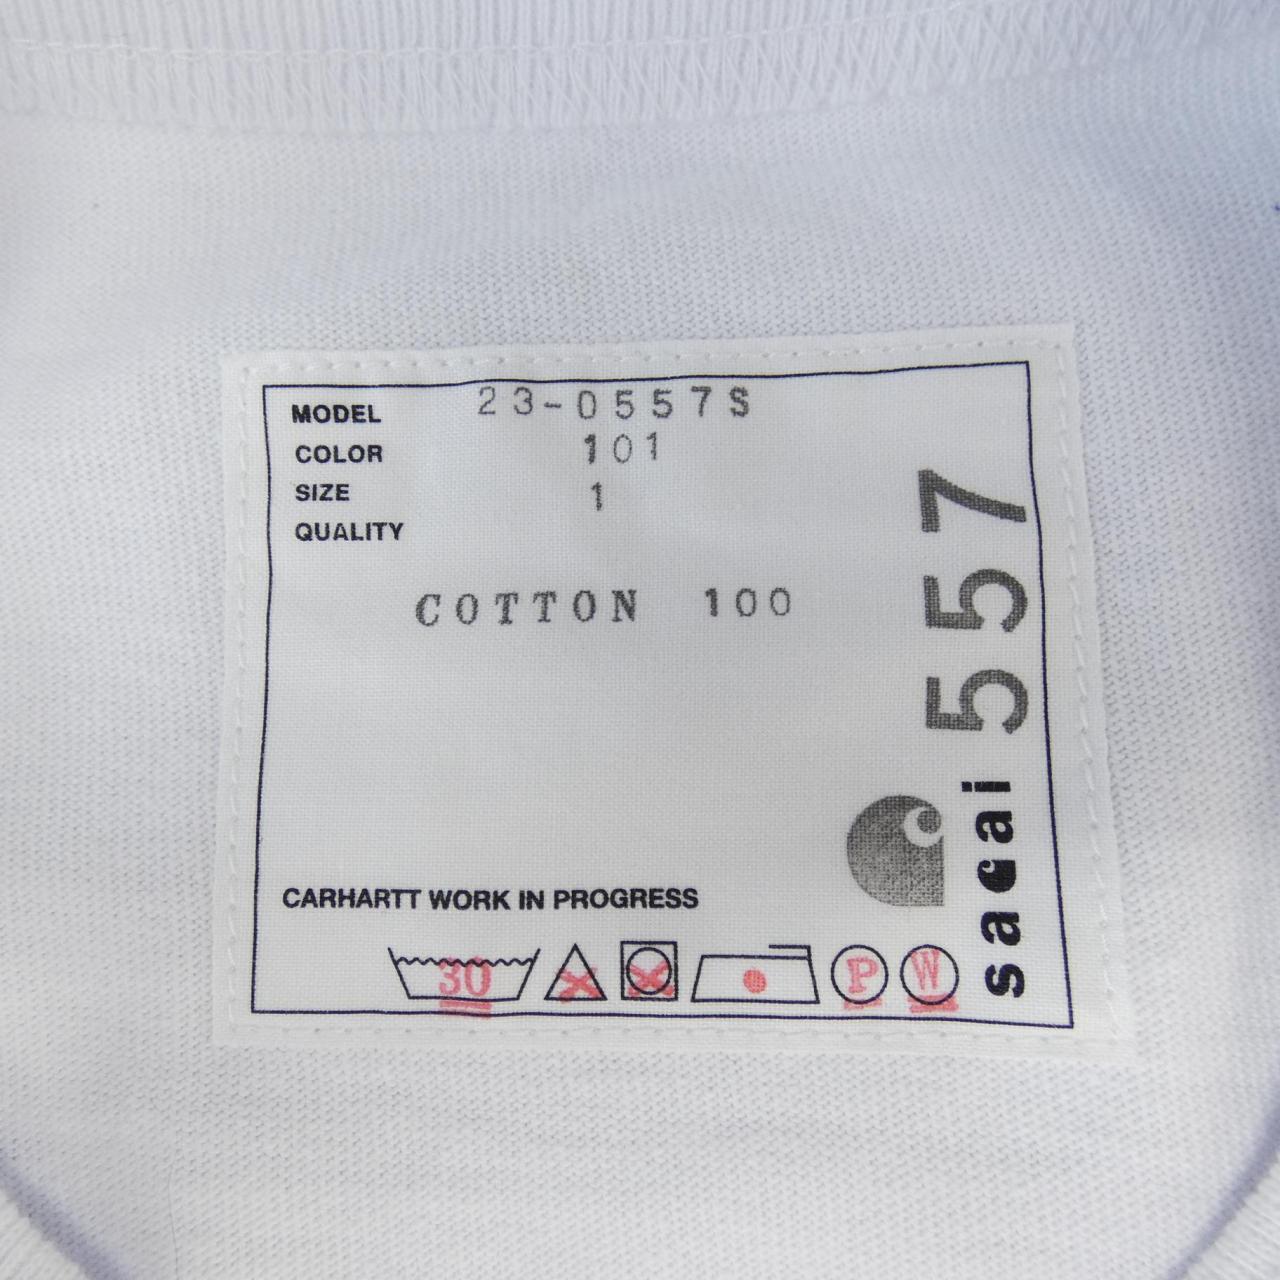 MODEL 23-0557S
COLOR 101
SIZE 1
QUALITY
COTTON 100
CARHARTT WORK IN PROGRESS
30 P W
sacai 557